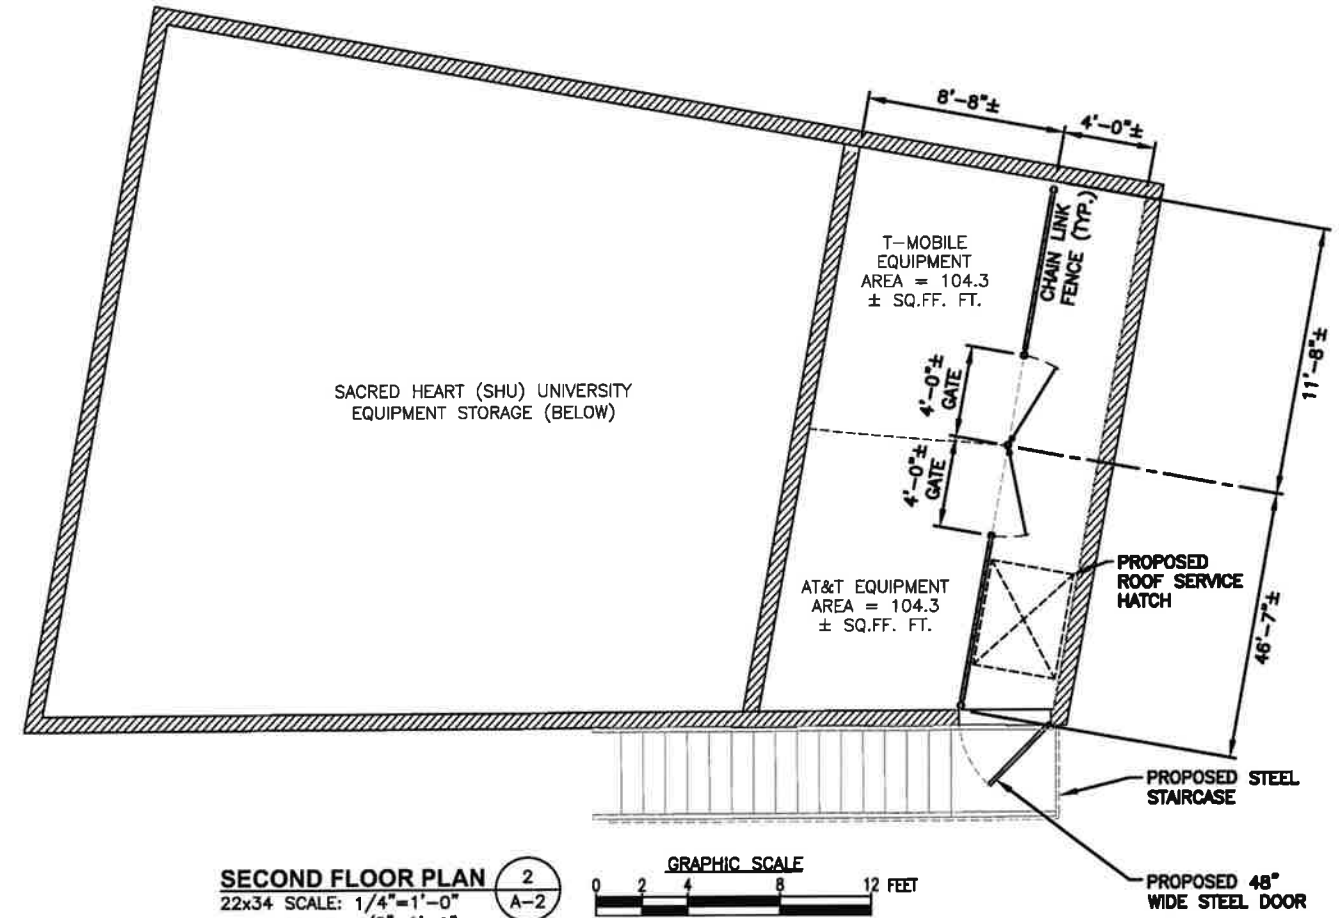 8'-8"±
4'-0"±
T-MOBILE
EQUIPMENT
AREA = 104.3
± SQ.FF. FT.
CHAIN LINK
FENCE (TYP.)
11'-8"±
4'-0"±
GATE
SACRED HEART (SHU) UNIVERSITY
EQUIPMENT STORAGE (BELOW)
4'-0"±
GATE
PROPOSED
ROOF SERVICE
HATCH
AT&T EQUIPMENT
AREA = 104.3
± SQ.FF. FT.
46'-7"±
PROPOSED STEEL
STAIRCASE
SECOND FLOOR PLAN
2
A-2
22x34 SCALE: 1/4"=1'-0"
GRAPHIC SCALE
0 2 4 8 12 FEET
PROPOSED 48"
WIDE STEEL DOOR